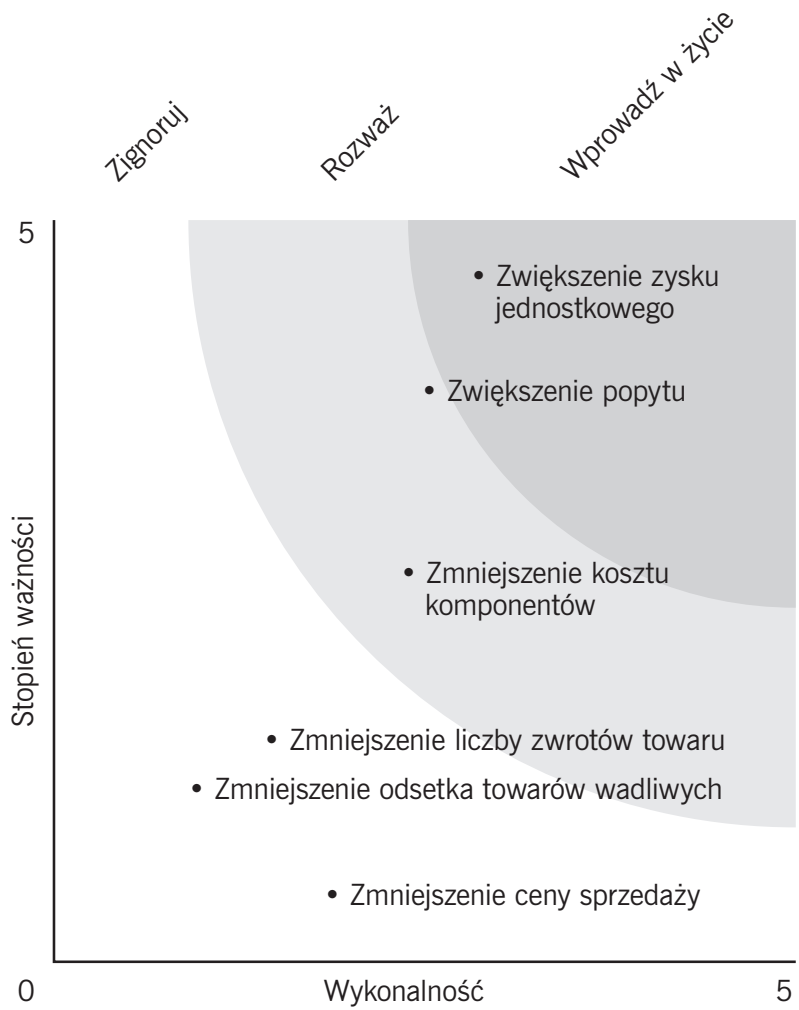 Zignoruj
Rozważ
Wprowadź w życie
5
• Zwiększenie zysku
jednostkowego
• Zwiększenie popytu
Stopień ważności
• Zmniejszenie kosztu
komponentów
• Zmniejszenie liczby zwrotów towaru
• Zmniejszenie odsetka towarów wadliwych
• Zmniejszenie ceny sprzedaży
0
Wykonalność
5